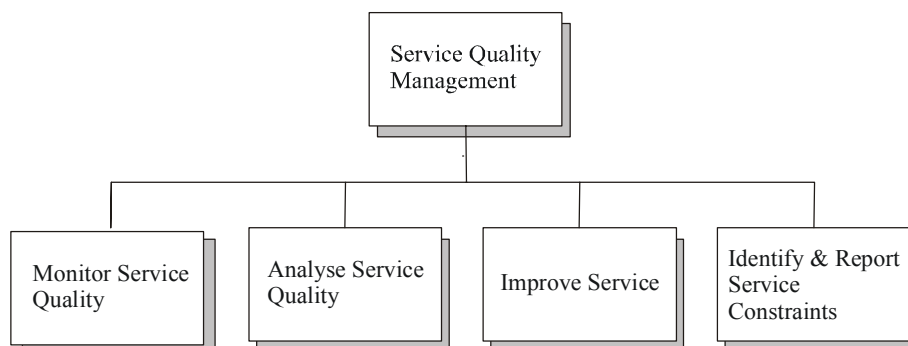 Service Quality
Management
Monitor Service
Quality
Analyse Service
Quality
Improve Service
Identify & Report
Service
Constraints